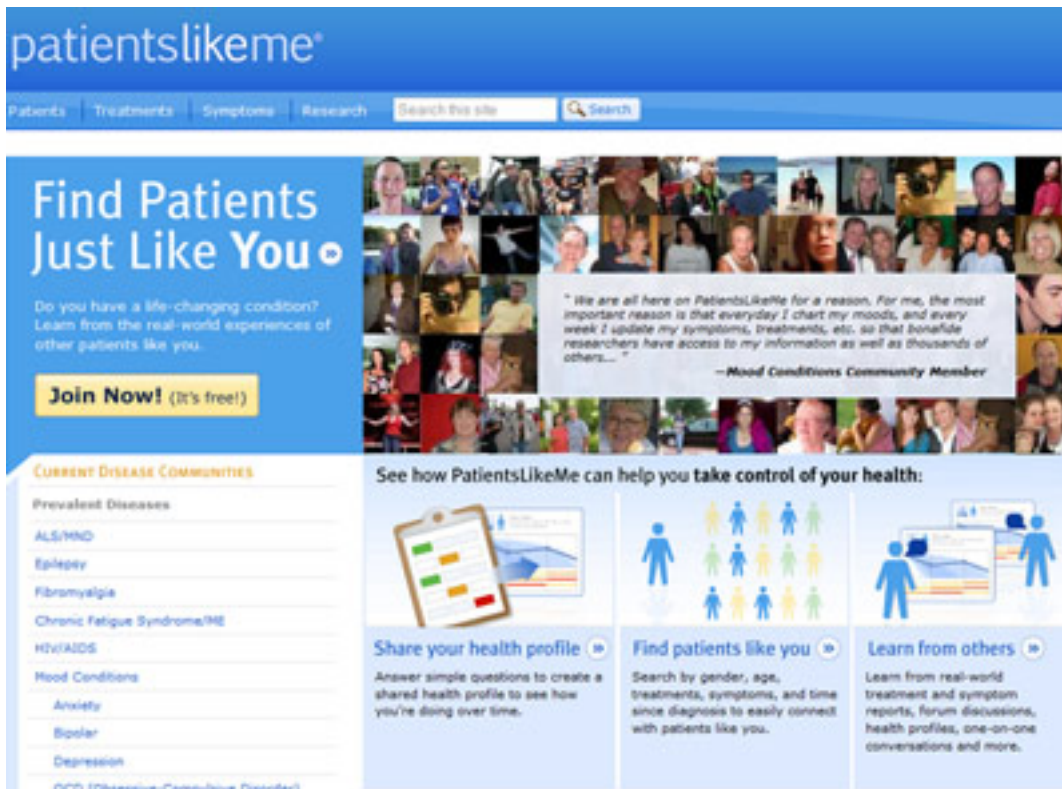 patientslikeme®
Patients Treatments Symptoms Research Search this site Search
Find Patients
Just Like You
Do you have a life-changing condition?
Learn from the real-world experiences of
other patients like you.
Join Now! (It's free!)
" We are all here on PatientsLikeMe for a reason. For me, the most
important reason is that everyday I chart my moods, and every
week I update my symptoms, treatments, etc. so that bonafide
researchers have access to my information as well as thousands of
others... "
—Mood Conditions Community Member
CURRENT DISEASE COMMUNITIES
Prevalent Diseases
ALS/MND
Epilepsy
Fibromyalgia
Chronic Fatigue Syndrome/ME
HIV/AIDS
Mood Conditions
Anxiety
Bipolar
Depression
OCD (Obsessive-Compulsive Disorder)
See how PatientsLikeMe can help you take control of your health:
Share your health profile
Answer simple questions to create a
shared health profile to see how
you're doing over time.
Find patients like you
Search by gender, age,
treatments, symptoms, and time
since diagnosis to easily connect
with patients like you.
Learn from others
Learn from real-world
treatment and symptom
reports, forum discussions,
health profiles, one-on-one
conversations and more.